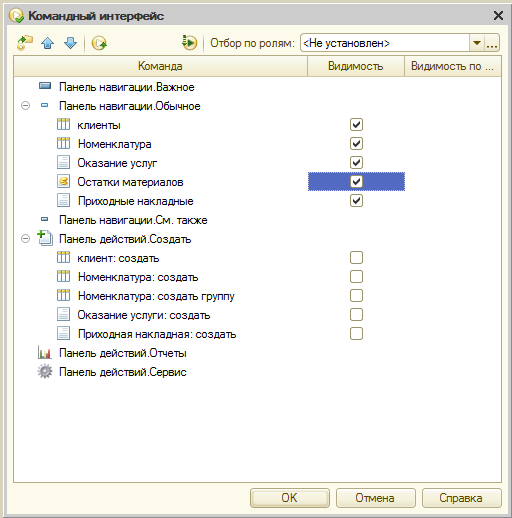 Командный интерфейс
Отбор по ролям: <Не установлен>
Команда Видимость Видимость по ...
Панель навигации.Важное
Панель навигации.Обычное
клиенты
Номенклатура
Оказание услуг
Остатки материалов
Приходные накладные
Панель навигации.См. также
Панель действий.Создать
клиент: создать
Номенклатура: создать
Номенклатура: создать группу
Оказание услуги: создать
Приходная накладная: создать
Панель действий.Отчеты
Панель действий.Сервис
OK Отмена Справка